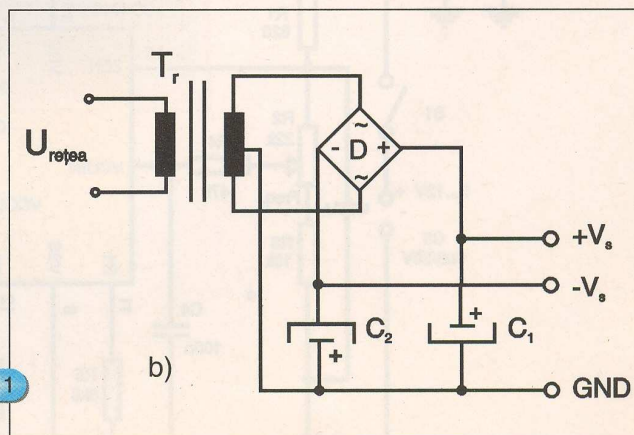 Tr
Urețea
~
- D +
~
+Vs
-Vs
+
C2
+
C1
b)
1
GND